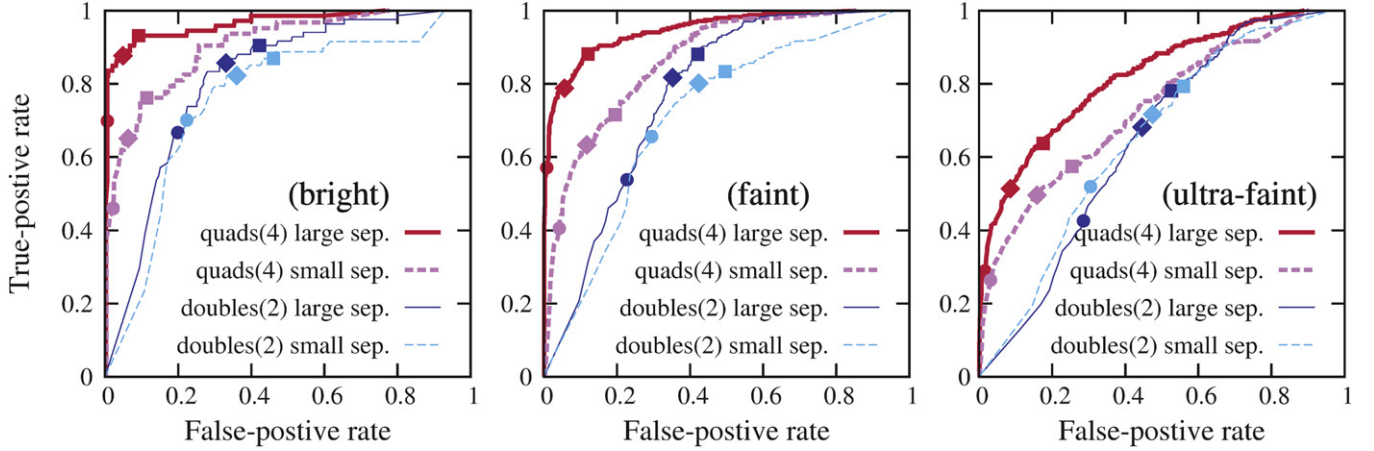 True-postive rate
1
0.8
0.6
0.4
0.2
0
(bright)
quads(4) large sep.
quads(4) small sep.
doubles(2) large sep.
doubles(2) small sep.
0 0.2 0.4 0.6 0.8 1
False-postive rate
1
0.8
0.6
0.4
0.2
0
(faint)
quads(4) large sep.
quads(4) small sep.
doubles(2) large sep.
doubles(2) small sep.
0 0.2 0.4 0.6 0.8 1
False-postive rate
1
0.8
0.6
0.4
0.2
0
(ultra-faint)
quads(4) large sep.
quads(4) small sep.
doubles(2) large sep.
doubles(2) small sep.
0 0.2 0.4 0.6 0.8 1
False-postive rate